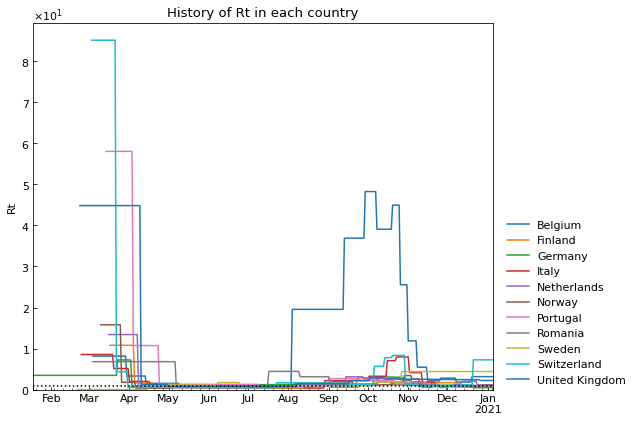 History of Rt in each country
×10¹
8
7
6
5
4
3
2
1
0
Rt
Feb Mar Apr May Jun Jul Aug Sep Oct Nov Dec Jan
2021
Belgium
Finland
Germany
Italy
Netherlands
Norway
Portugal
Romania
Sweden
Switzerland
United Kingdom